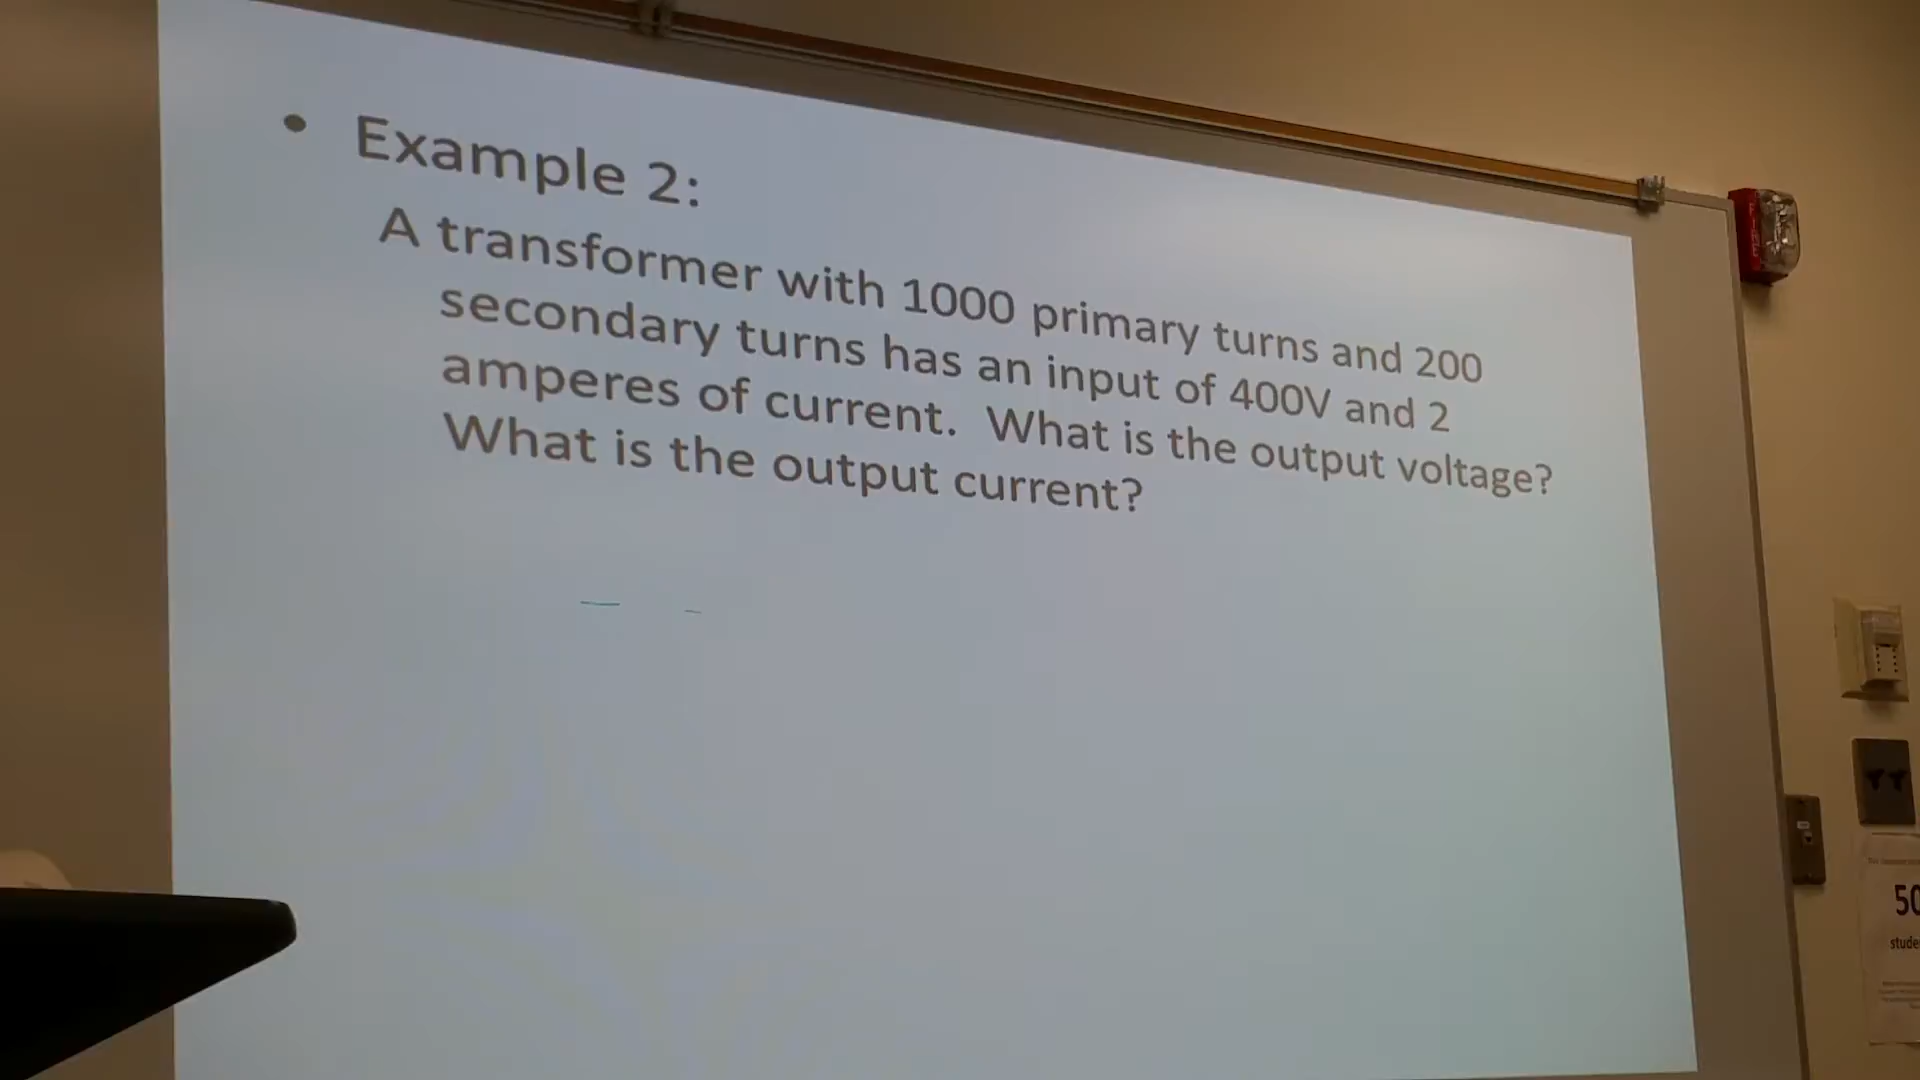 • Example 2:
A transformer with 1000 primary turns and 200
secondary turns has an input of 400V and 2
amperes of current. What is the output voltage?
What is the output current?
50